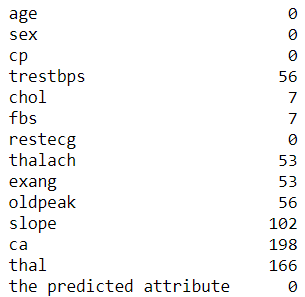 age 0
sex 0
cp 0
trestbps 56
chol 7
fbs 7
restecg 0
thalach 53
exang 53
oldpeak 56
slope 102
ca 198
thal 166
the predicted attribute 0